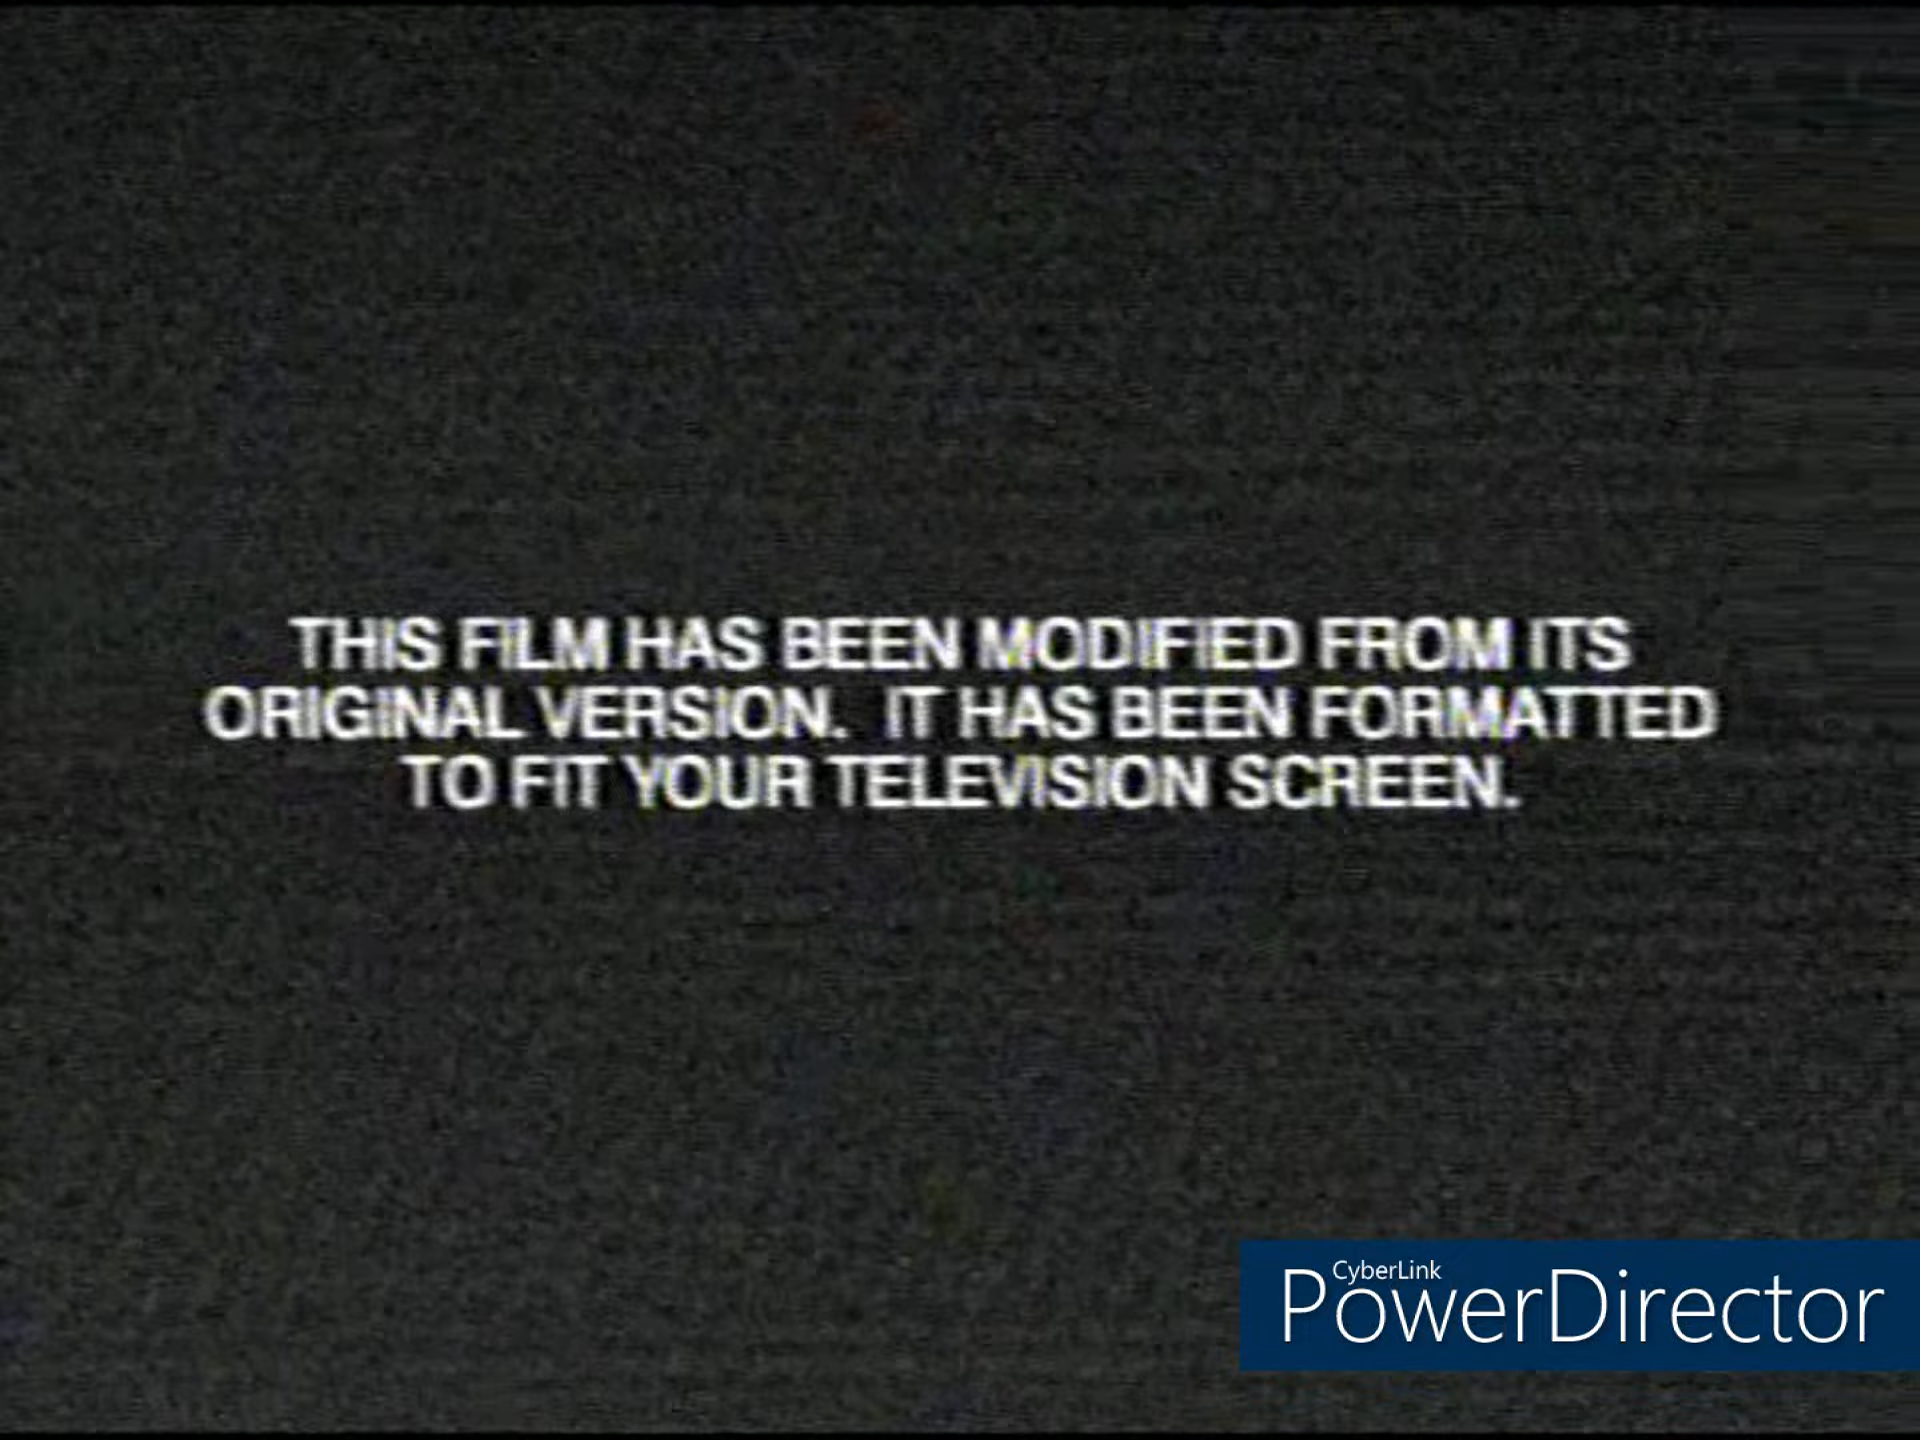 THIS FILM HAS BEEN MODIFIED FROM ITS
ORIGINAL VERSION.  IT HAS BEEN FORMATTED
TO FIT YOUR TELEVISION SCREEN.
CyberLink
PowerDirector